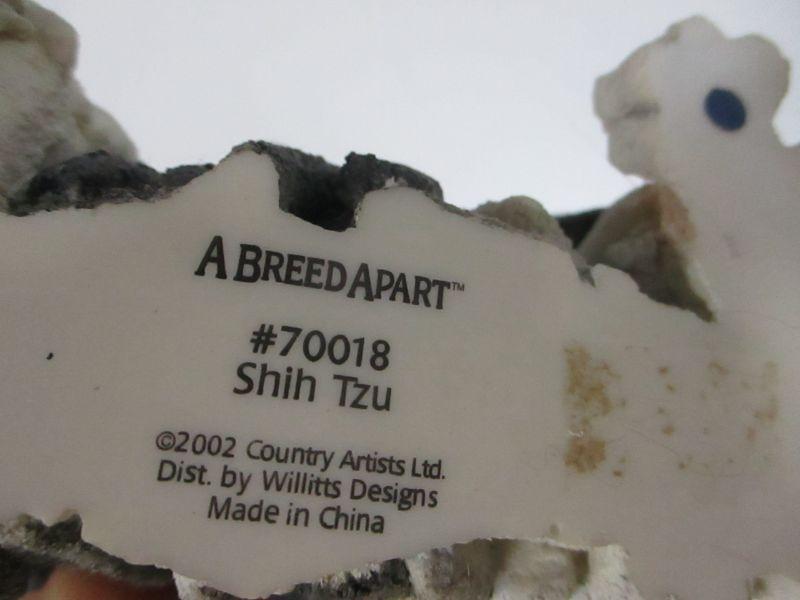 A BREED APART™
#70018
Shih Tzu
©2002 Country Artists Ltd.
Dist. by Willitts Designs
Made in China